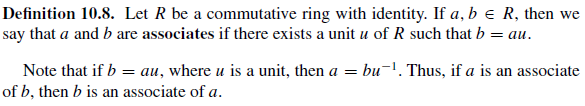 Definition 10.8. Let R be a commutative ring with identity. If a, b ∈ R, then we
say that a and b are associates if there exists a unit u of R such that b = au.
Note that if b = au, where u is a unit, then a = bu⁻¹. Thus, if a is an associate
of b, then b is an associate of a.